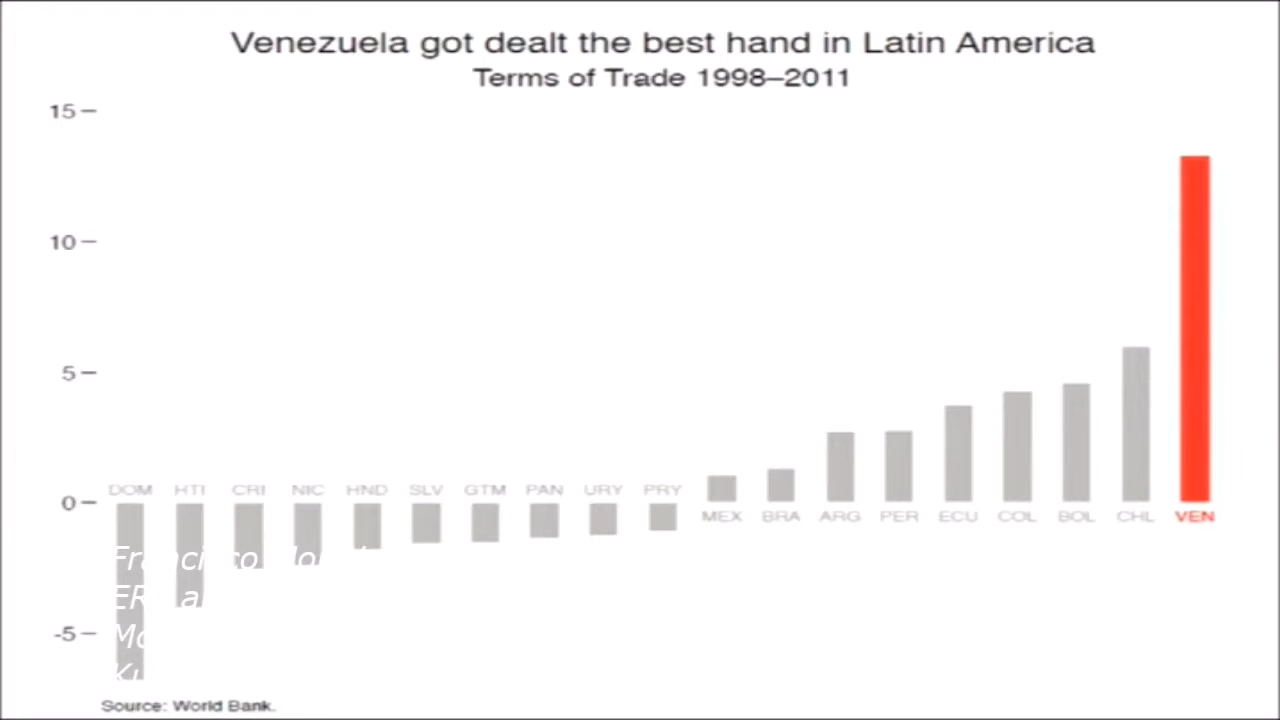 Venezuela got dealt the best hand in Latin America
Terms of Trade 1998–2011
15
10
5
0
-5
DOM HTI CRI NIC HND SLV GTM PAN URY PRY
MEX BRA ARG PER ECU COL BOL CHL VEN
Francisco
Source: World Bank.